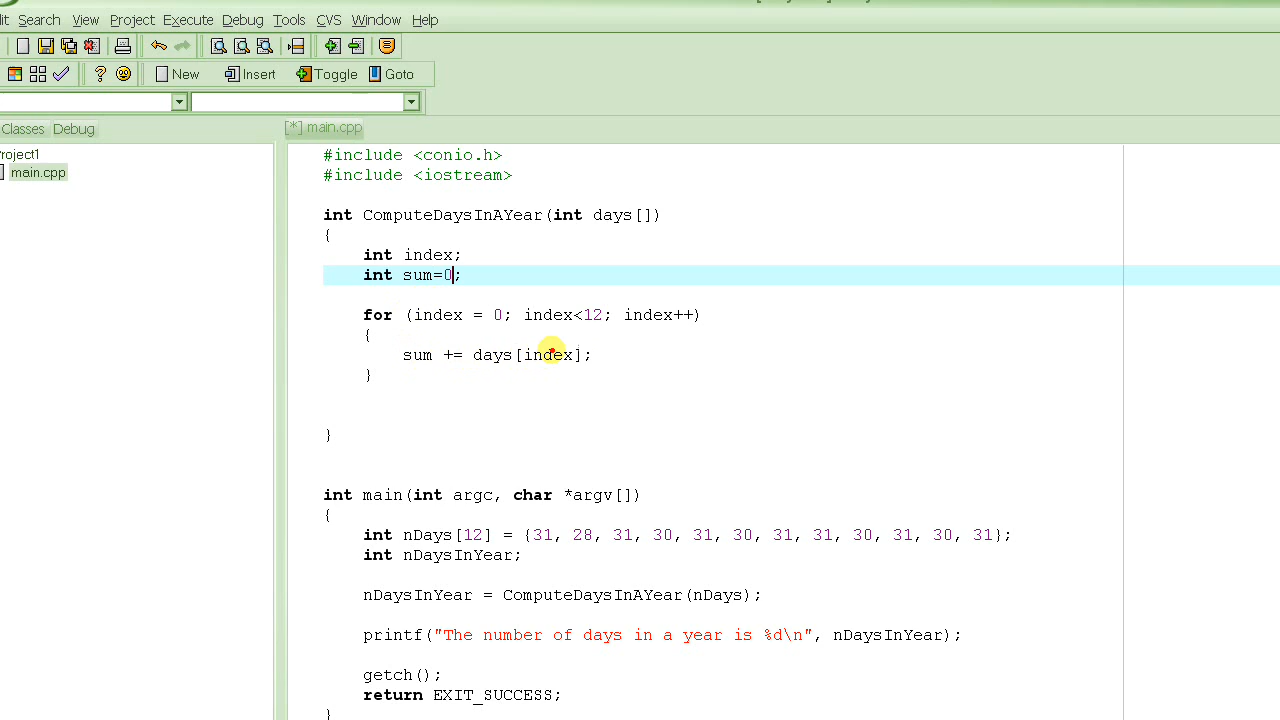 Search View Project Execute Debug Tools CVS Window Help
New Insert Toggle Goto
Classes Debug
[*] main.cpp
roject1
main.cpp
#include <conio.h>
#include <iostream>
int ComputeDaysInAYear(int days[])
{
int index;
int sum=0;
for (index = 0; index<12; index++)
{
sum += days[index];
}
}
int main(int argc, char *argv[])
{
int nDays[12] = {31, 28, 31, 30, 31, 30, 31, 31, 30, 31, 30, 31};
int nDaysInYear;
nDaysInYear = ComputeDaysInAYear(nDays);
printf("The number of days in a year is %d\n", nDaysInYear);
getch();
return EXIT_SUCCESS;
}